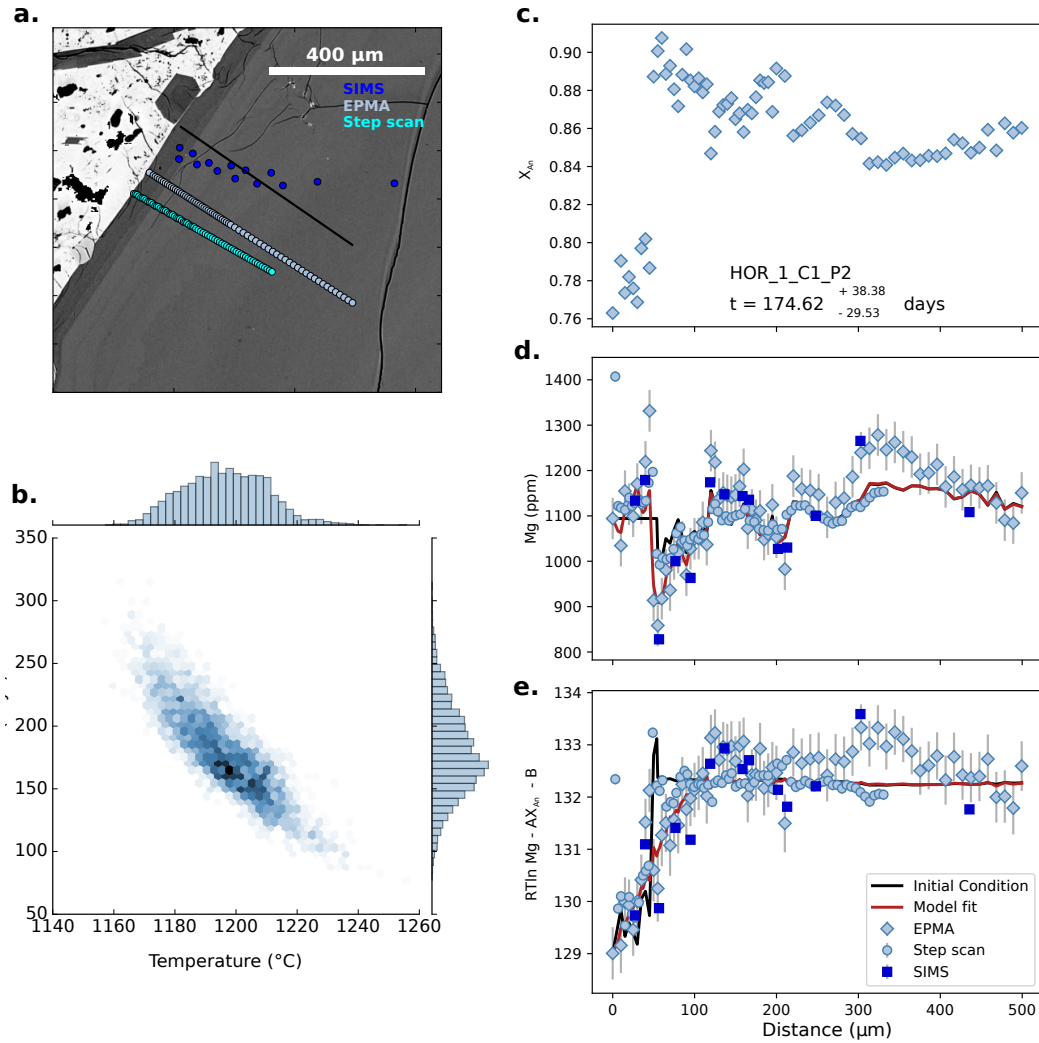 a.
400 µm
SIMS
EPMA
Step scan
b.
350
300
250
200
150
100
50
1140 1160 1180 1200 1220 1240 1260
Temperature (°C)
c.
0.90
0.88
0.86
0.84
0.82
0.80
0.78
0.76
X_An
HOR_1_C1_P2
t = 174.62 + 38.38 - 29.53 days
d.
1400
1300
1200
1100
1000
900
800
Mg (ppm)
e.
134
133
132
131
130
129
RTln Mg - AX_An - B
Initial Condition
Model fit
EPMA
Step scan
SIMS
0 100 200 300 400 500
Distance (µm)